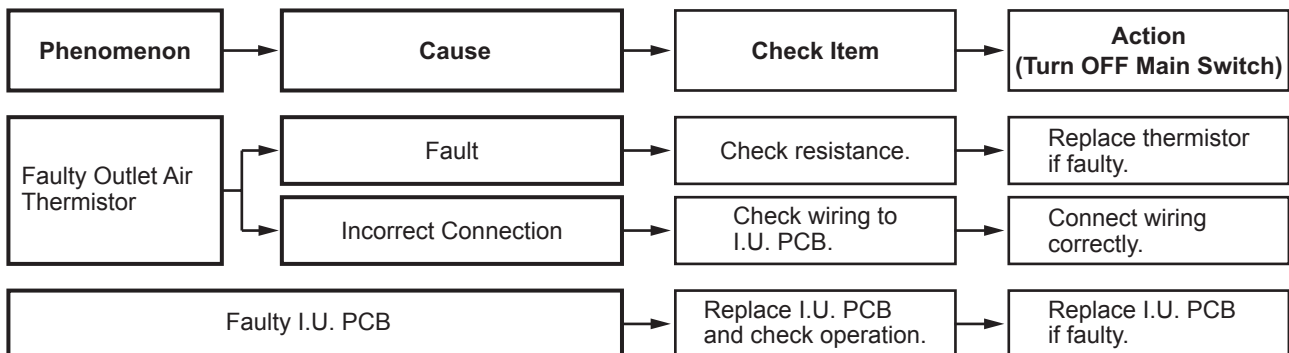 Phenomenon
Cause
Check Item
Action
(Turn OFF Main Switch)
Faulty Outlet Air
Thermistor
Fault
Check resistance.
Replace thermistor
if faulty.
Incorrect Connection
Check wiring to
I.U. PCB.
Connect wiring
correctly.
Faulty I.U. PCB
Replace I.U. PCB
and check operation.
Replace I.U. PCB
if faulty.